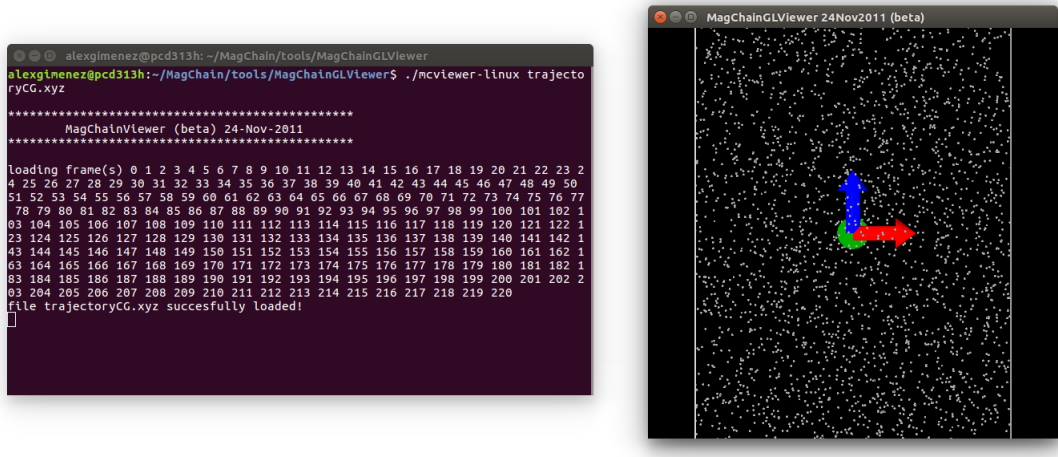 alexgimenez@pcd313h: ~/MagChain/tools/MagChainGLViewer
alexgimenez@pcd313h:~/MagChain/tools/MagChainGLViewer$ ./mcviewer-linux trajecto
ryCG.xyz
***********************************************
MagChainViewer (beta) 24-Nov-2011
***********************************************
loading frame(s) 0 1 2 3 4 5 6 7 8 9 10 11 12 13 14 15 16 17 18 19 20 21 22 23 2
4 25 26 27 28 29 30 31 32 33 34 35 36 37 38 39 40 41 42 43 44 45 46 47 48 49 50
51 52 53 54 55 56 57 58 59 60 61 62 63 64 65 66 67 68 69 70 71 72 73 74 75 76 77
78 79 80 81 82 83 84 85 86 87 88 89 90 91 92 93 94 95 96 97 98 99 100 101 102 1
03 104 105 106 107 108 109 110 111 112 113 114 115 116 117 118 119 120 121 122 1
23 124 125 126 127 128 129 130 131 132 133 134 135 136 137 138 139 140 141 142 1
43 144 145 146 147 148 149 150 151 152 153 154 155 156 157 158 159 160 161 162 1
63 164 165 166 167 168 169 170 171 172 173 174 175 176 177 178 179 180 181 182 1
83 184 185 186 187 188 189 190 191 192 193 194 195 196 197 198 199 200 201 202 2
03 204 205 206 207 208 209 210 211 212 213 214 215 216 217 218 219 220
file trajectoryCG.xyz succesfully loaded!
MagChainGLViewer 24Nov2011 (beta)